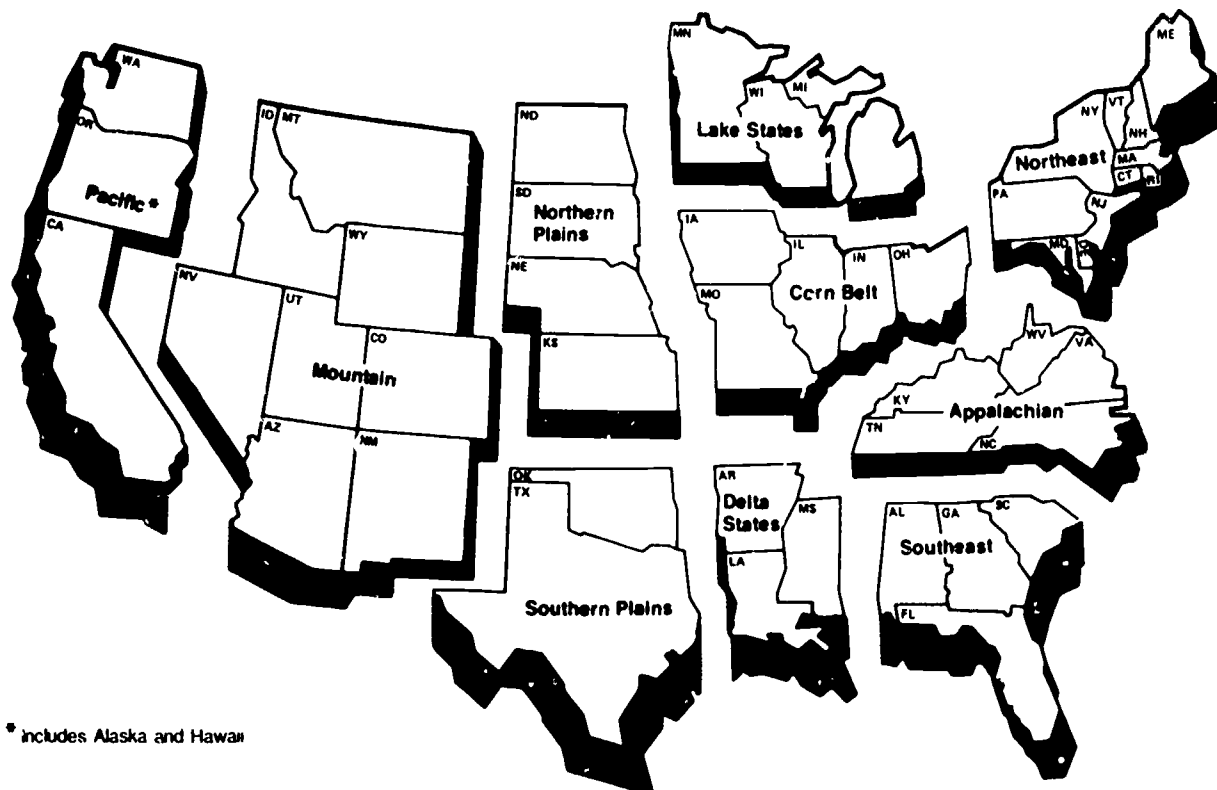 WA
OR
Pacific*
CA
ID
MT
WY
NV
UT
CO
Mountain
AZ
NM
ND
SD
Northern
Plains
NE
KS
MN
WI
MI
Lake States
IA
IL
IN
OH
MO
Corn Belt
ME
NY
VT
NH
Northeast
MA
CT
RI
PA
NJ
MD
WV
VA
KY
Appalachian
TN
NC
OK
TX
Southern Plains
AR
Delta
States
MS
LA
AL
GA
SC
Southeast
FL
* includes Alaska and Hawaii